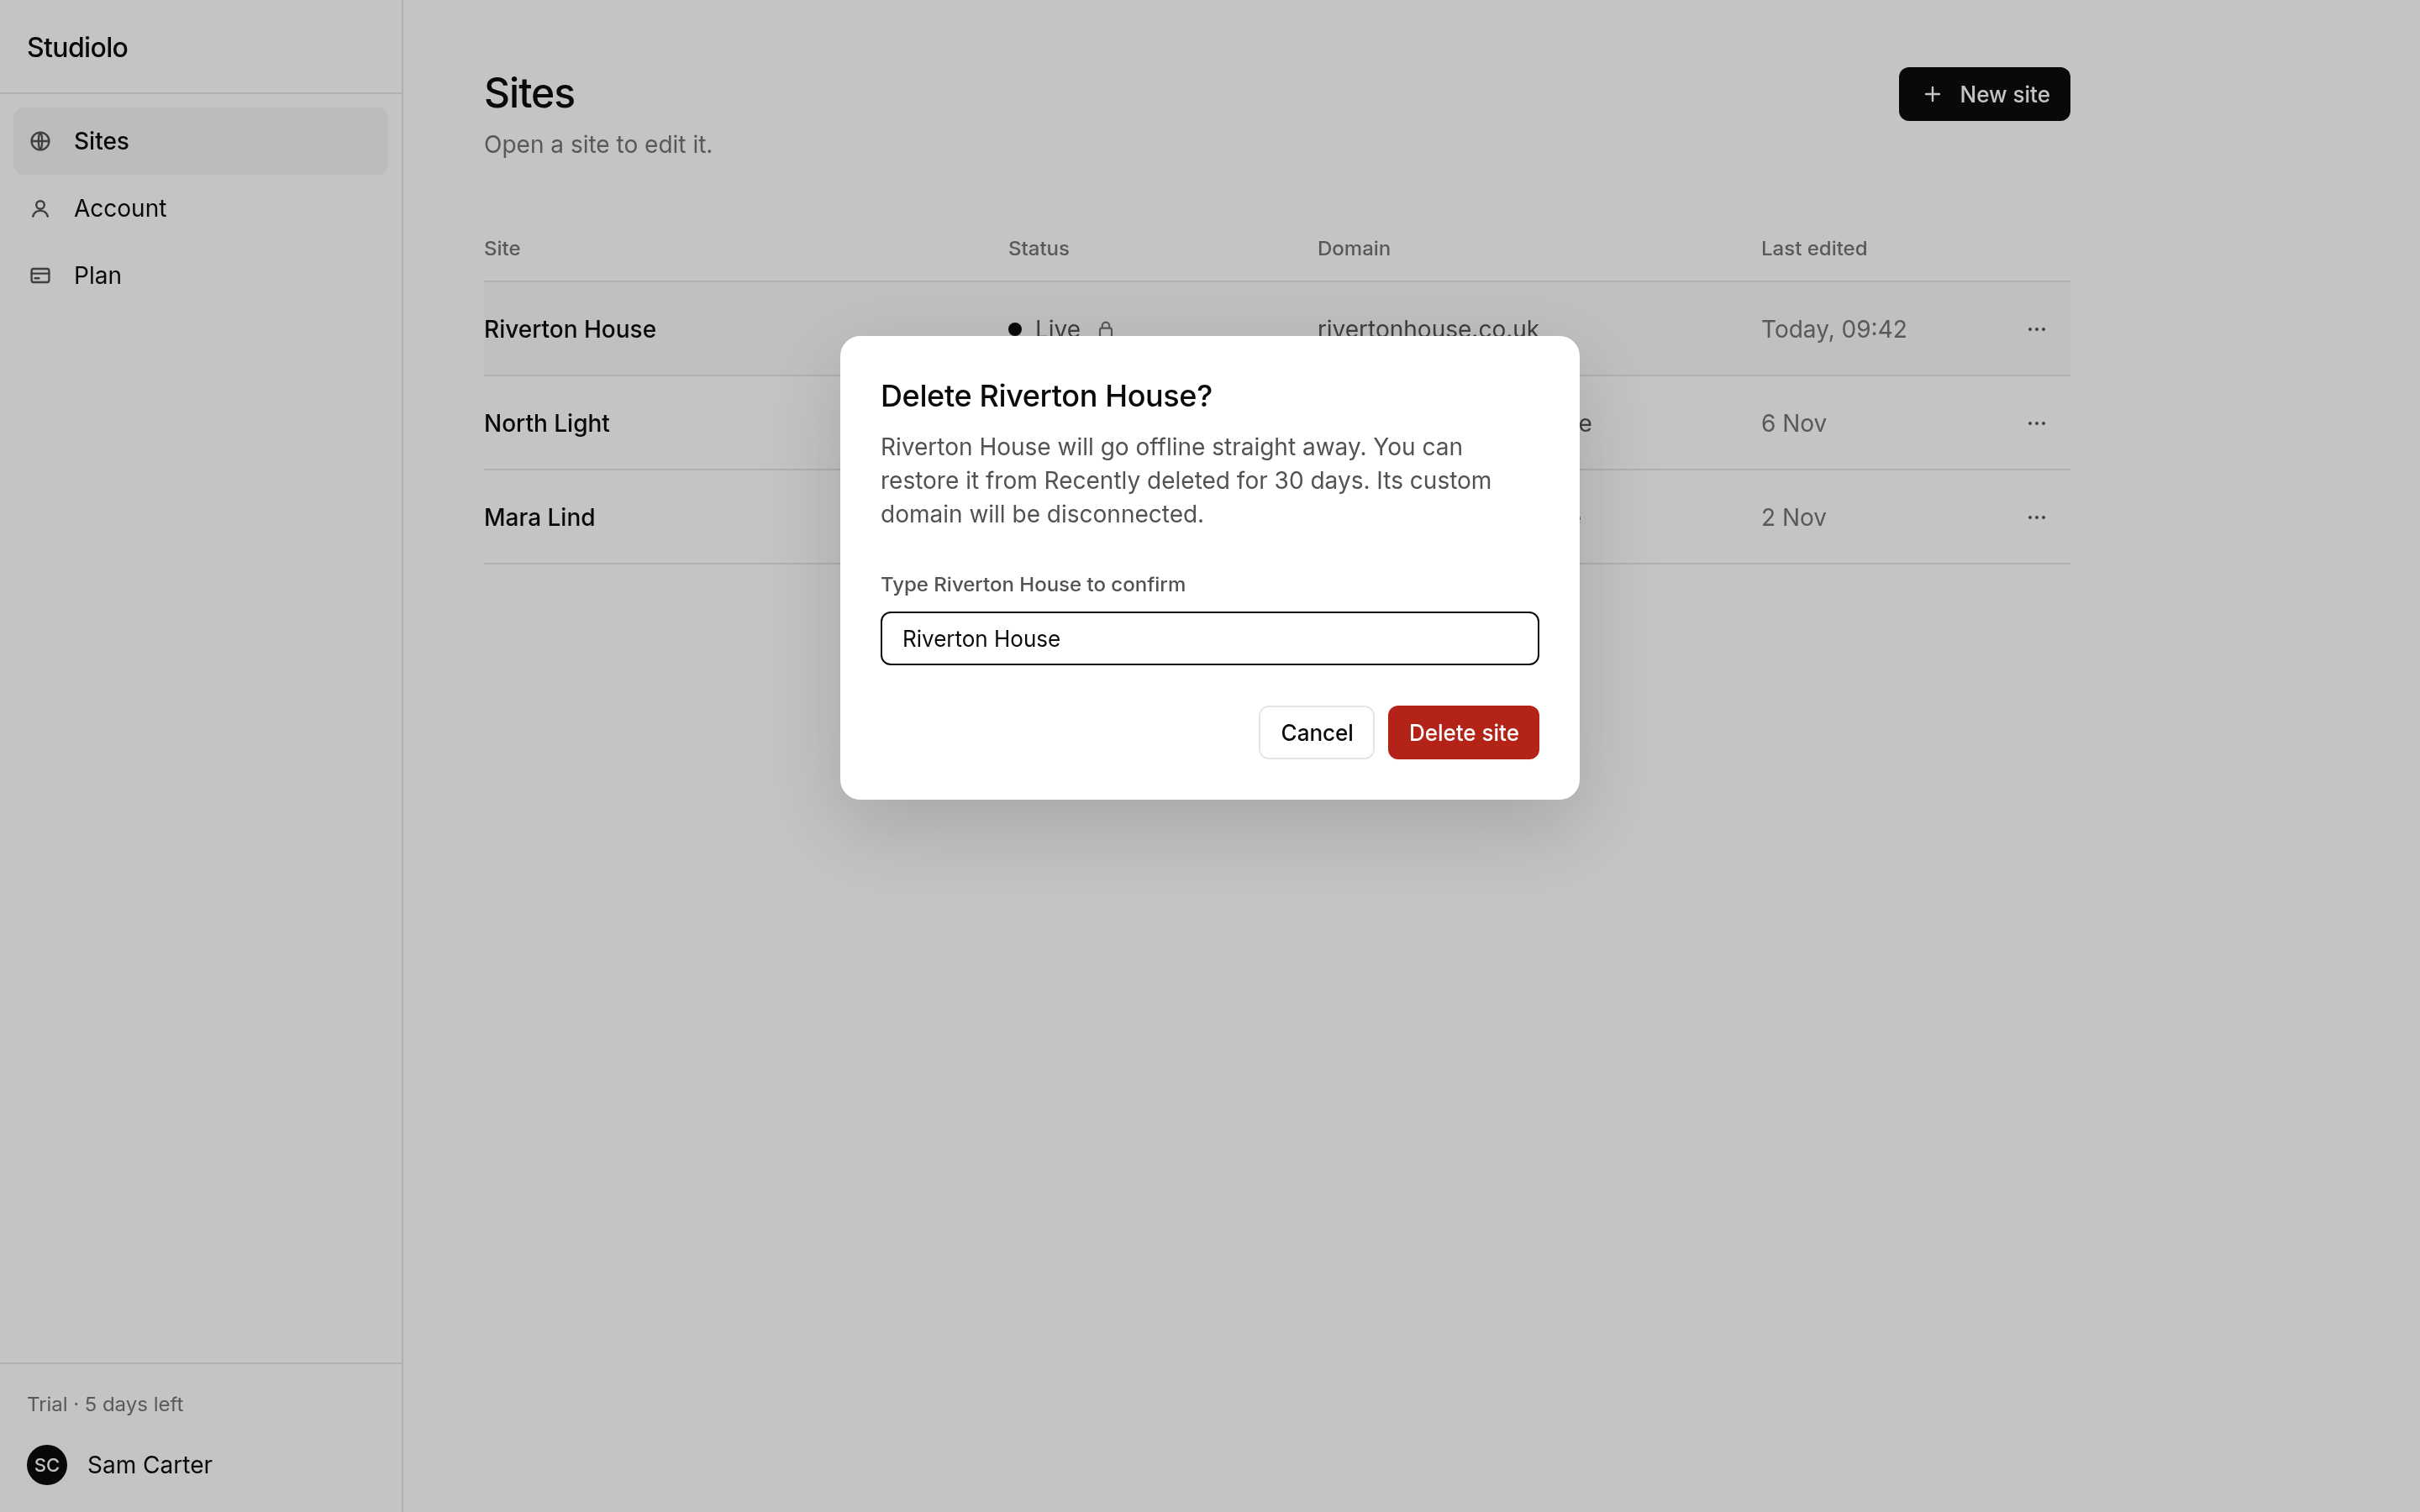 Studiolo
Sites
Account
Plan
Trial · 5 days left
SC
Sam Carter
Sites
New site
Open a site to edit it.
Site Status Domain Last edited
Riverton House Live rivertonhouse.co.uk Today, 09:42
North Light 6 Nov
Mara Lind 2 Nov
Delete Riverton House?
Riverton House will go offline straight away. You can
restore it from Recently deleted for 30 days. Its custom
domain will be disconnected.
Type Riverton House to confirm
Riverton House
Cancel
Delete site